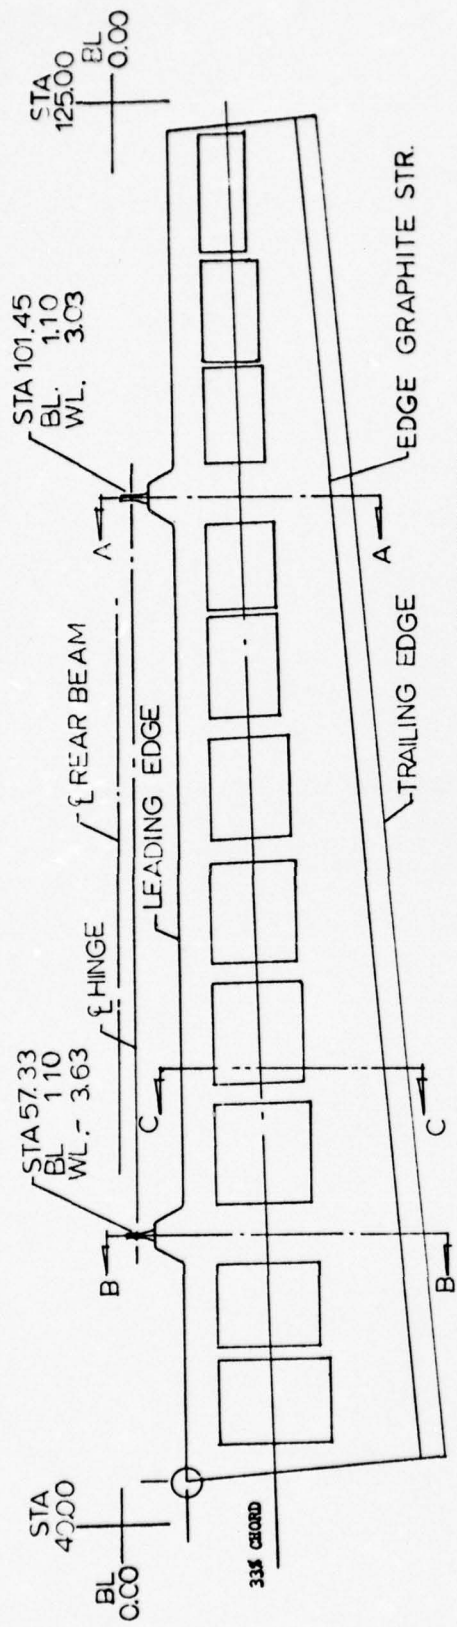 STA
40.00
BL
0.00
STA 57.33
BL 1 10
WL. - 3.63
℄ HINGE
℄ REAR BEAM
LEADING EDGE
STA 101.45
BL. 1.10
WL. 3.03
STA
125.00
BL
0.00
B
C
A
33% CHORD
B
C
A
TRAILING EDGE
EDGE GRAPHITE STR.